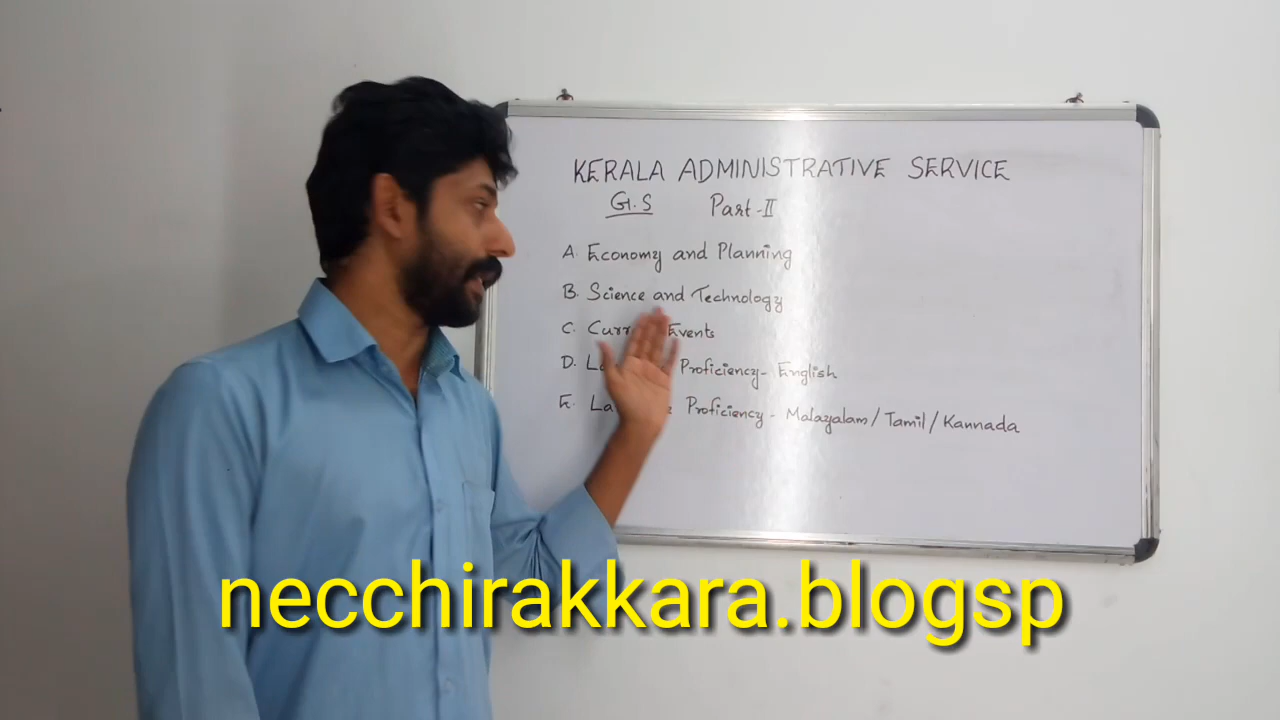 KERALA ADMINISTRATIVE SERVICE
G.S Part-II
A. Economy and Planning
B. Science and Technology
C. Events
D. Proficiency- English
E. Proficiency - Malayalam/Tamil/Kannada
necchirakkara.blogsp